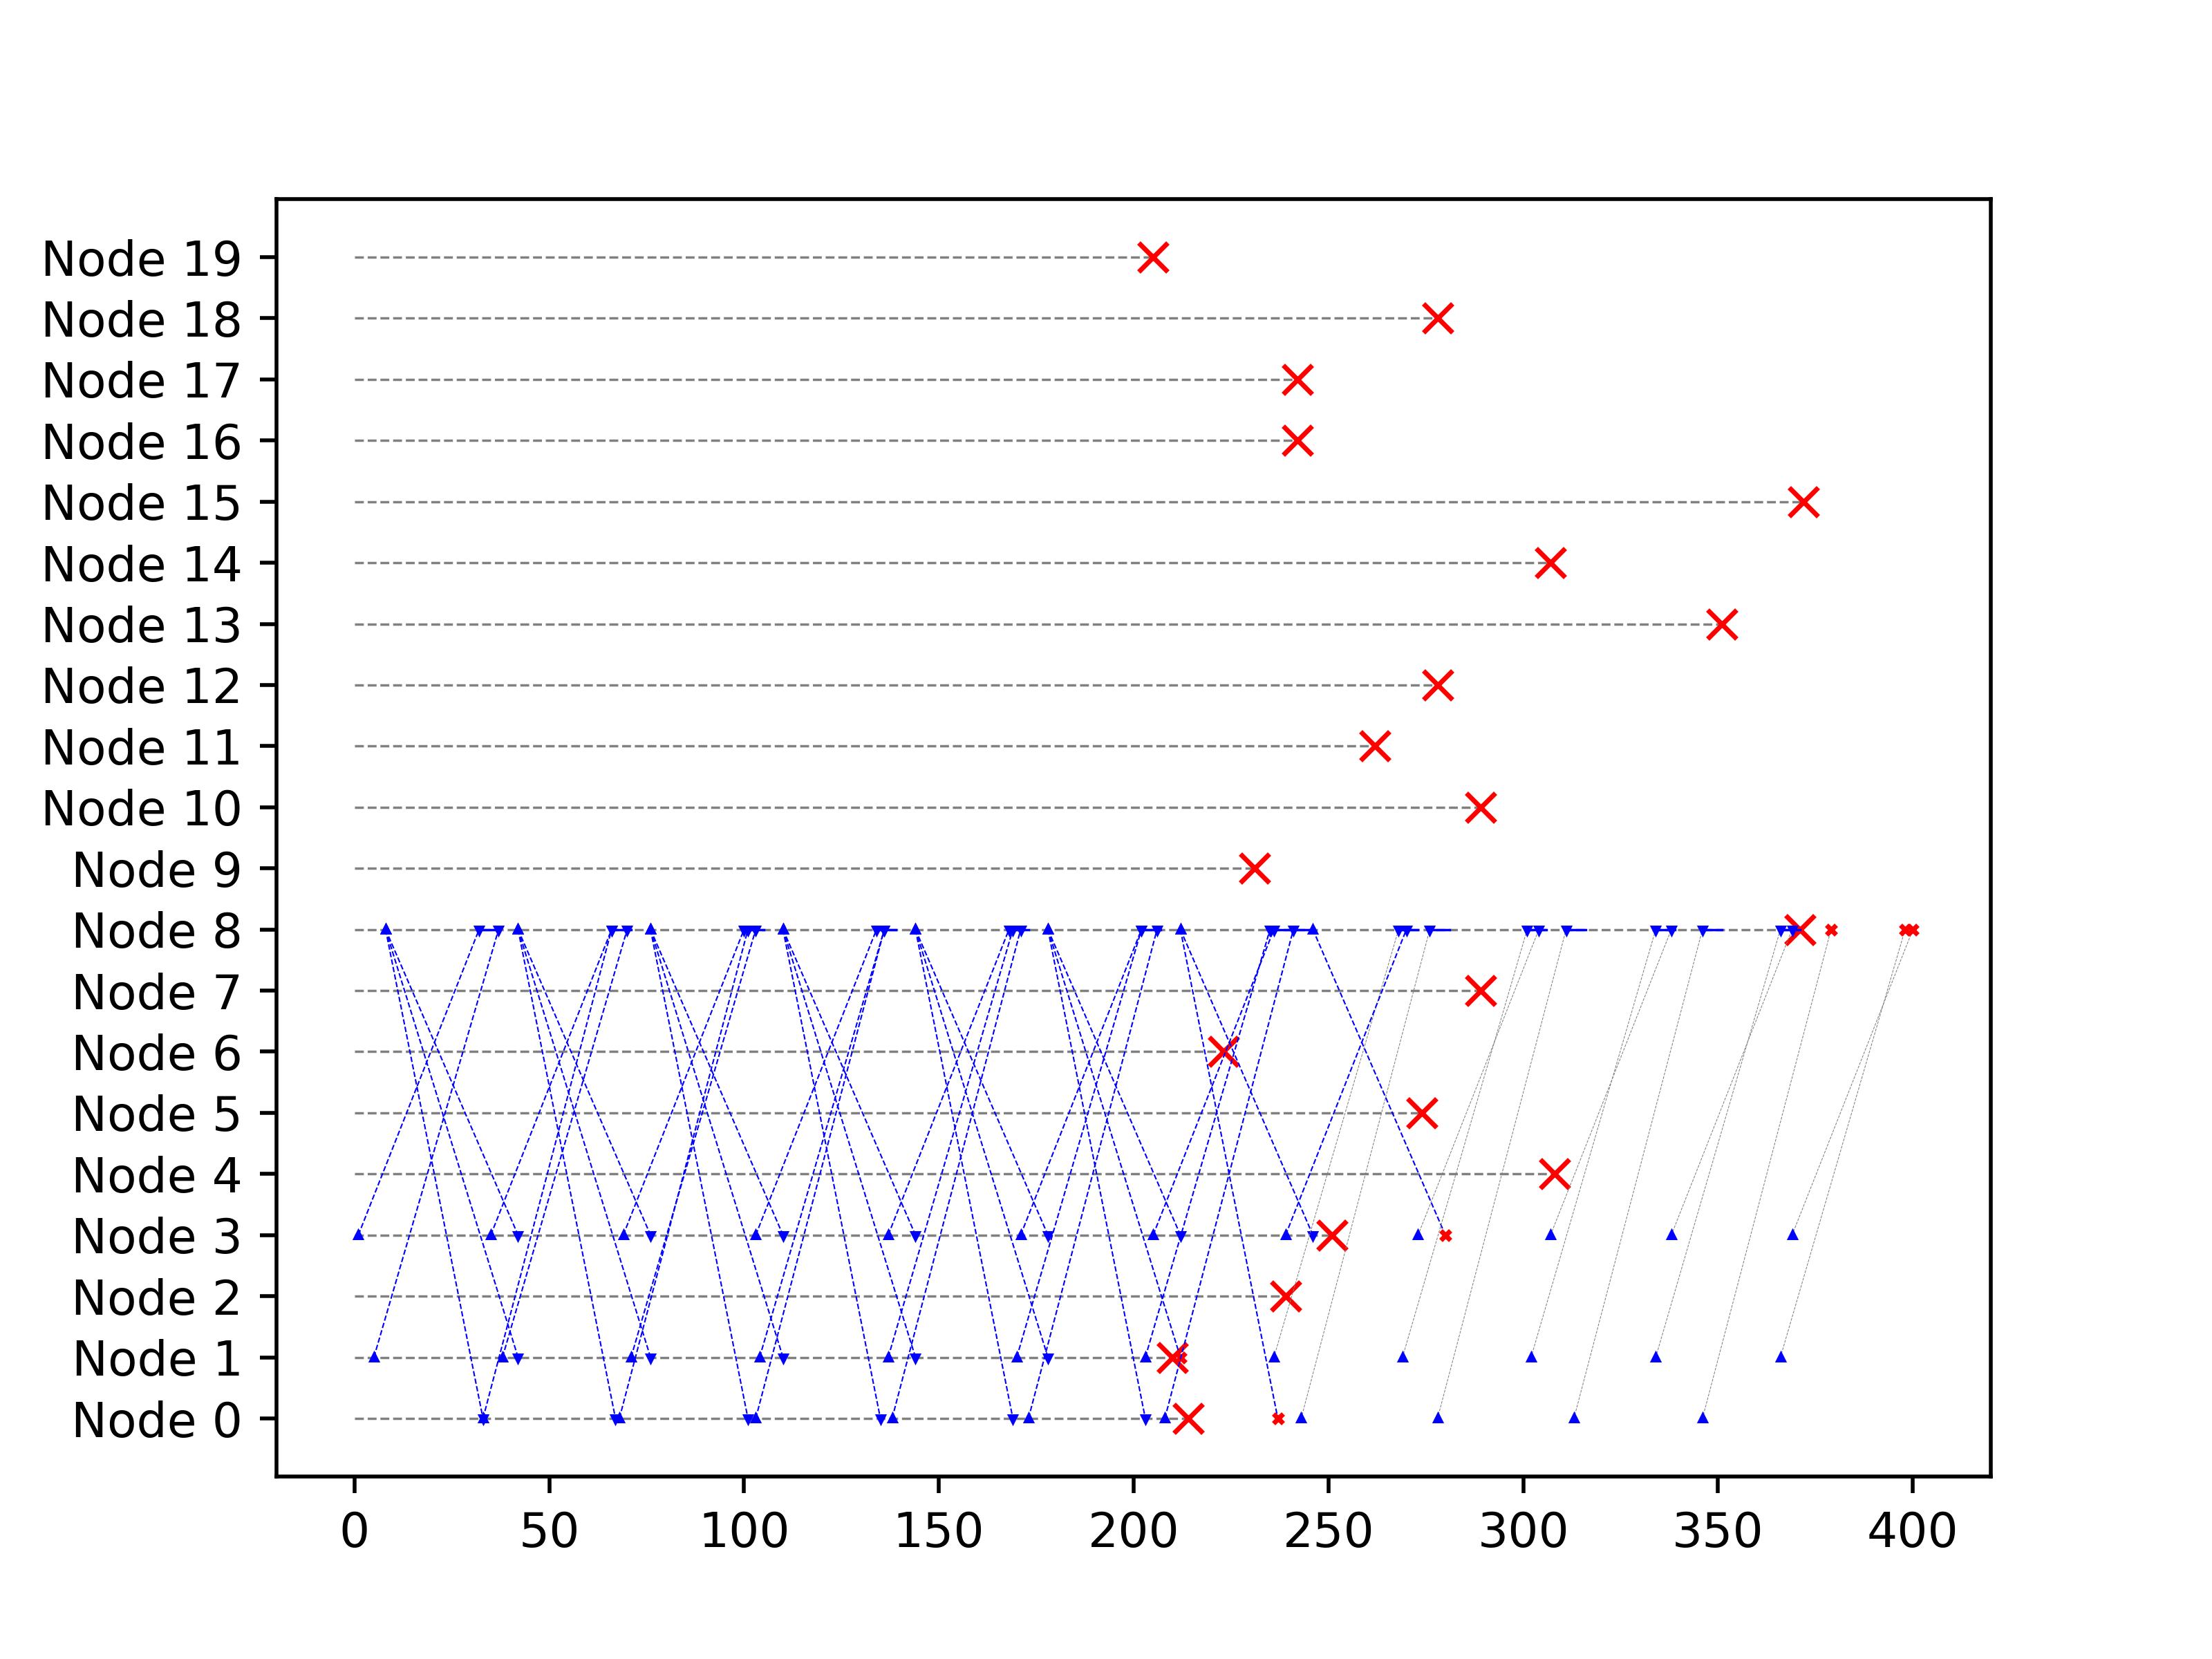 Node 19
Node 18
Node 17
Node 16
Node 15
Node 14
Node 13
Node 12
Node 11
Node 10
Node 9
Node 8
Node 7
Node 6
Node 5
Node 4
Node 3
Node 2
Node 1
Node 0
0 50 100 150 200 250 300 350 400